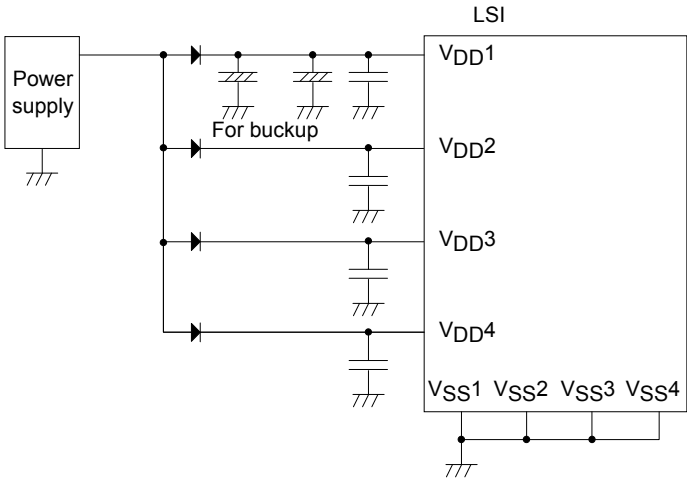 LSI
Power
supply
VDD1
For buckup
VDD2
VDD3
VDD4
VSS1 VSS2 VSS3 VSS4